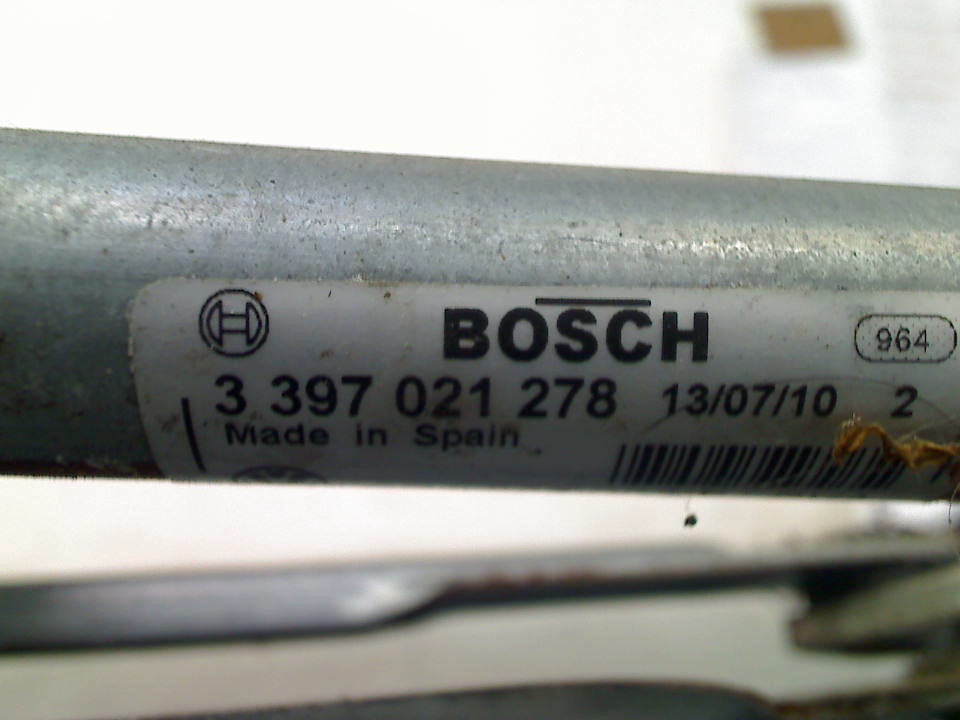 BOSCH 964
3 397 021 278 13/07/10 2
Made in Spain